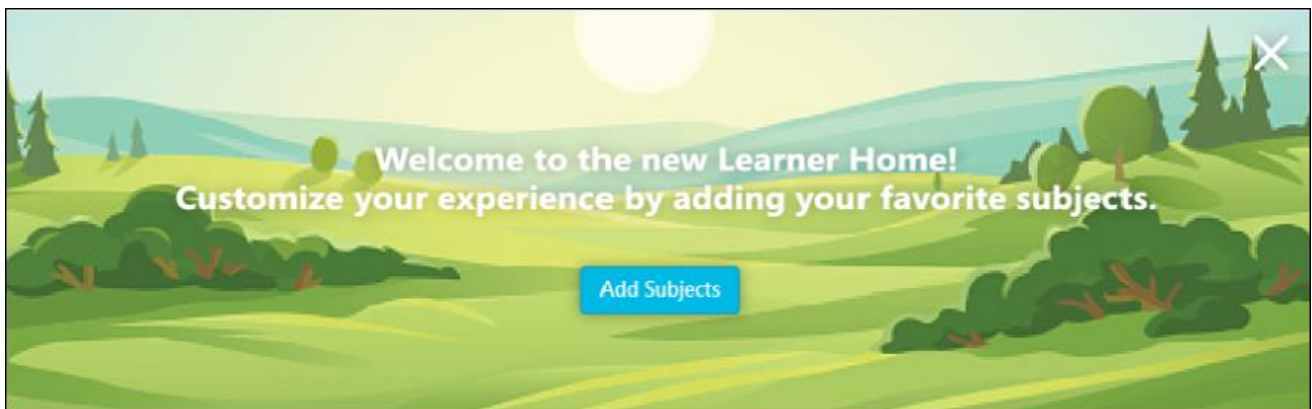 Welcome to the new Learner Home!
Customize your experience by adding your favorite subjects.
Add Subjects